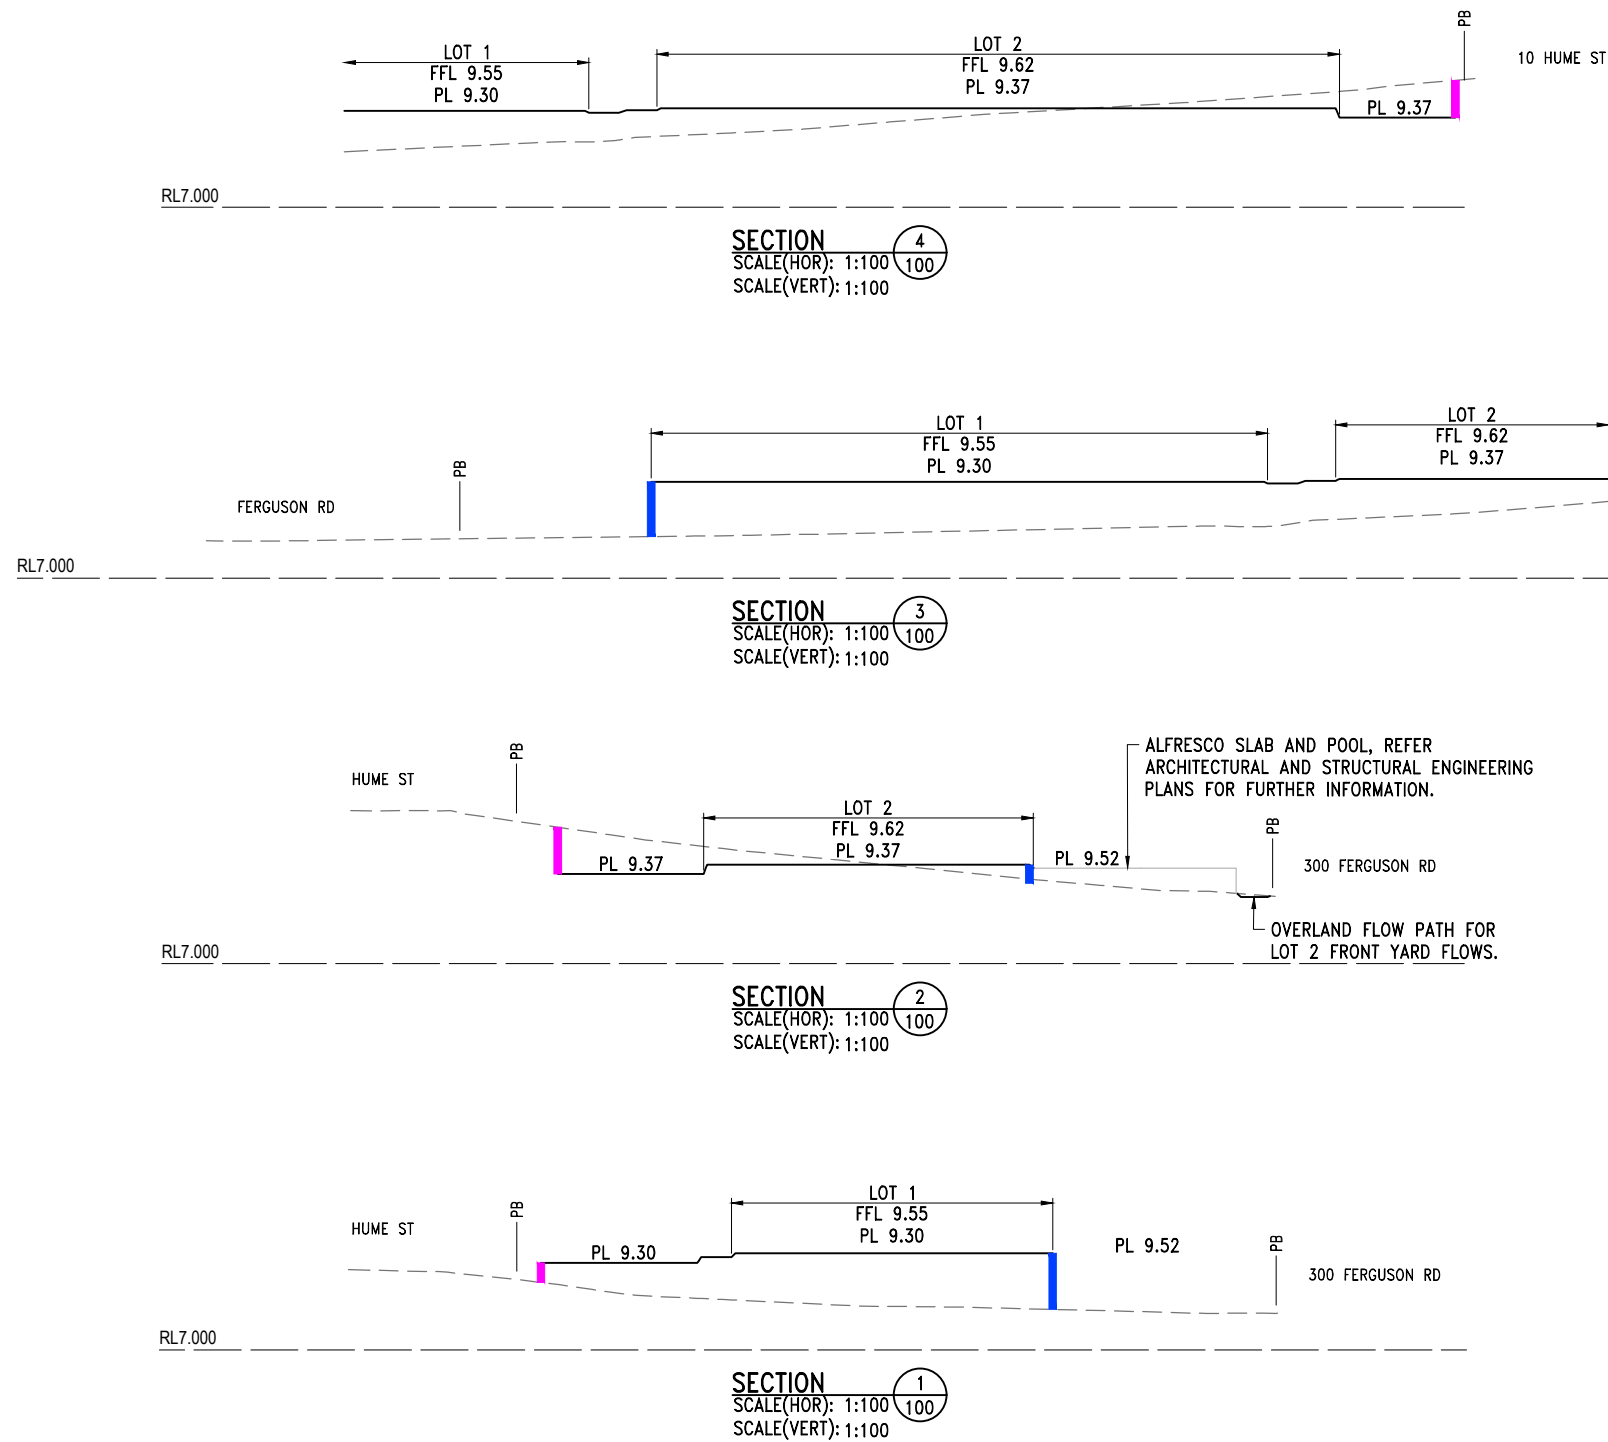 PB
LOT 1
FFL 9.55
PL 9.30
LOT 2
FFL 9.62
PL 9.37
10 HUME ST
PL 9.37
RL7.000
SECTION
4
100
SCALE(HOR): 1:100
SCALE(VERT): 1:100
LOT 1
FFL 9.55
PL 9.30
LOT 2
FFL 9.62
PL 9.37
PB
FERGUSON RD
RL7.000
SECTION
3
100
SCALE(HOR): 1:100
SCALE(VERT): 1:100
PB
HUME ST
ALFRESCO SLAB AND POOL, REFER
ARCHITECTURAL AND STRUCTURAL ENGINEERING
PLANS FOR FURTHER INFORMATION.
LOT 2
FFL 9.62
PL 9.37
PB
PL 9.37
PL 9.52
300 FERGUSON RD
OVERLAND FLOW PATH FOR
LOT 2 FRONT YARD FLOWS.
RL7.000
SECTION
2
100
SCALE(HOR): 1:100
SCALE(VERT): 1:100
PB
HUME ST
LOT 1
FFL 9.55
PL 9.30
PL 9.30
PL 9.52
PB
300 FERGUSON RD
RL7.000
SECTION
1
100
SCALE(HOR): 1:100
SCALE(VERT): 1:100